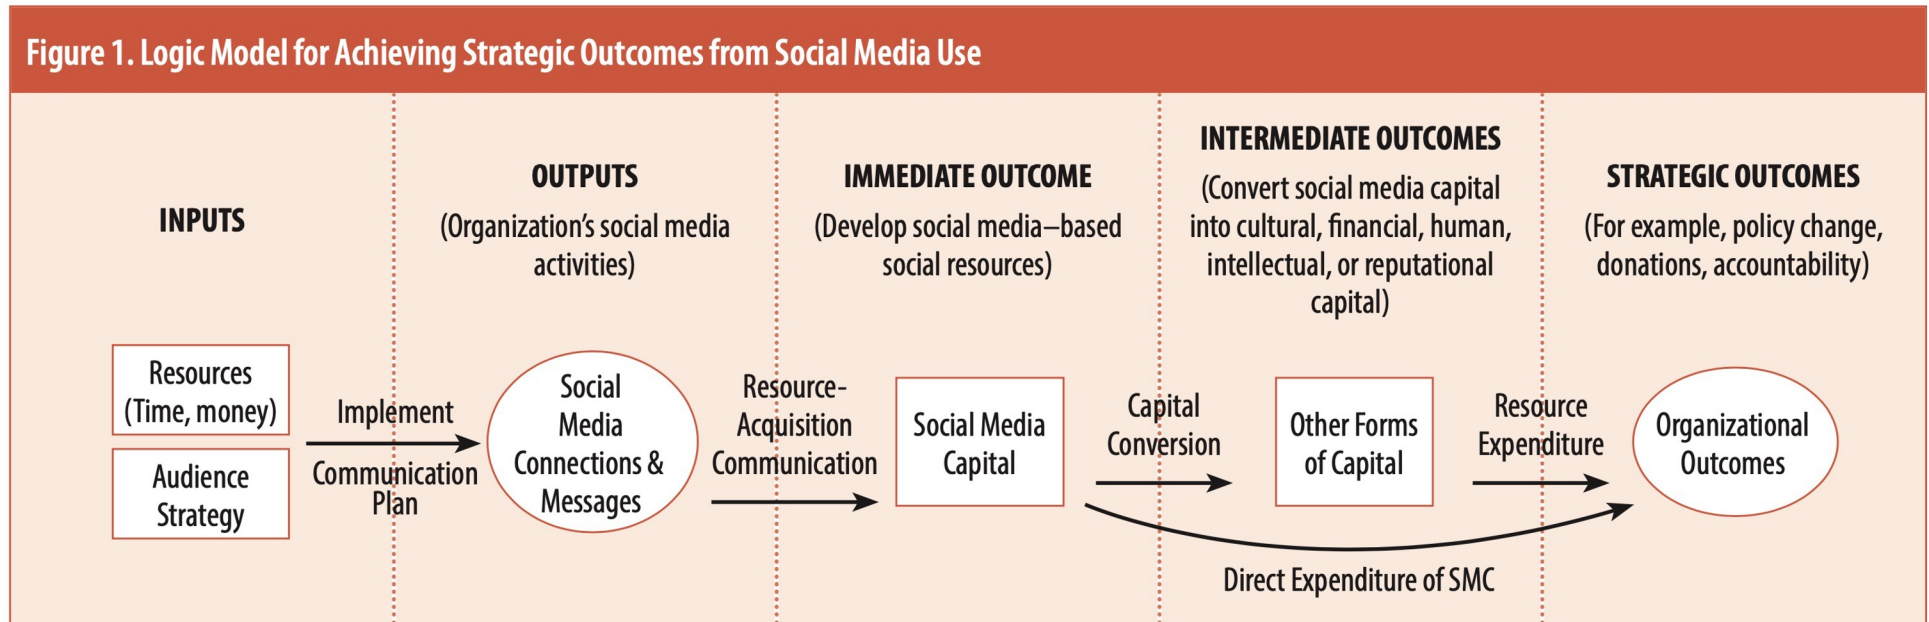 Figure 1. Logic Model for Achieving Strategic Outcomes from Social Media Use
INPUTS
OUTPUTS
(Organization’s social media
activities)
IMMEDIATE OUTCOME
(Develop social media–based
social resources)
INTERMEDIATE OUTCOMES
(Convert social media capital
into cultural, financial, human,
intellectual, or reputational
capital)
STRATEGIC OUTCOMES
(For example, policy change,
donations, accountability)
Resources
(Time, money)
Audience
Strategy
Implement
Communication
Plan
Social
Media
Connections &
Messages
Resource-
Acquisition
Communication
Social Media
Capital
Capital
Conversion
Other Forms
of Capital
Resource
Expenditure
Organizational
Outcomes
Direct Expenditure of SMC